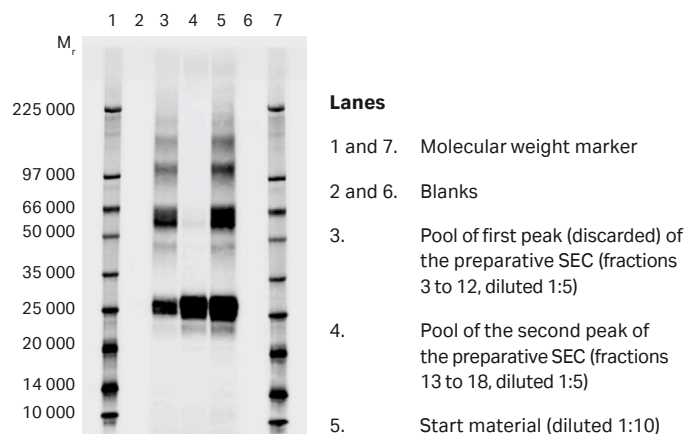 1 2 3 4 5 6 7
Mr
225 000
97 000
66 000
50 000
35 000
25 000
20 000
14 000
10 000
Lanes
1 and 7. Molecular weight marker
2 and 6. Blanks
3. Pool of first peak (discarded) of
the preparative SEC (fractions
3 to 12, diluted 1:5)
4. Pool of the second peak of
the preparative SEC (fractions
13 to 18, diluted 1:5)
5. Start material (diluted 1:10)